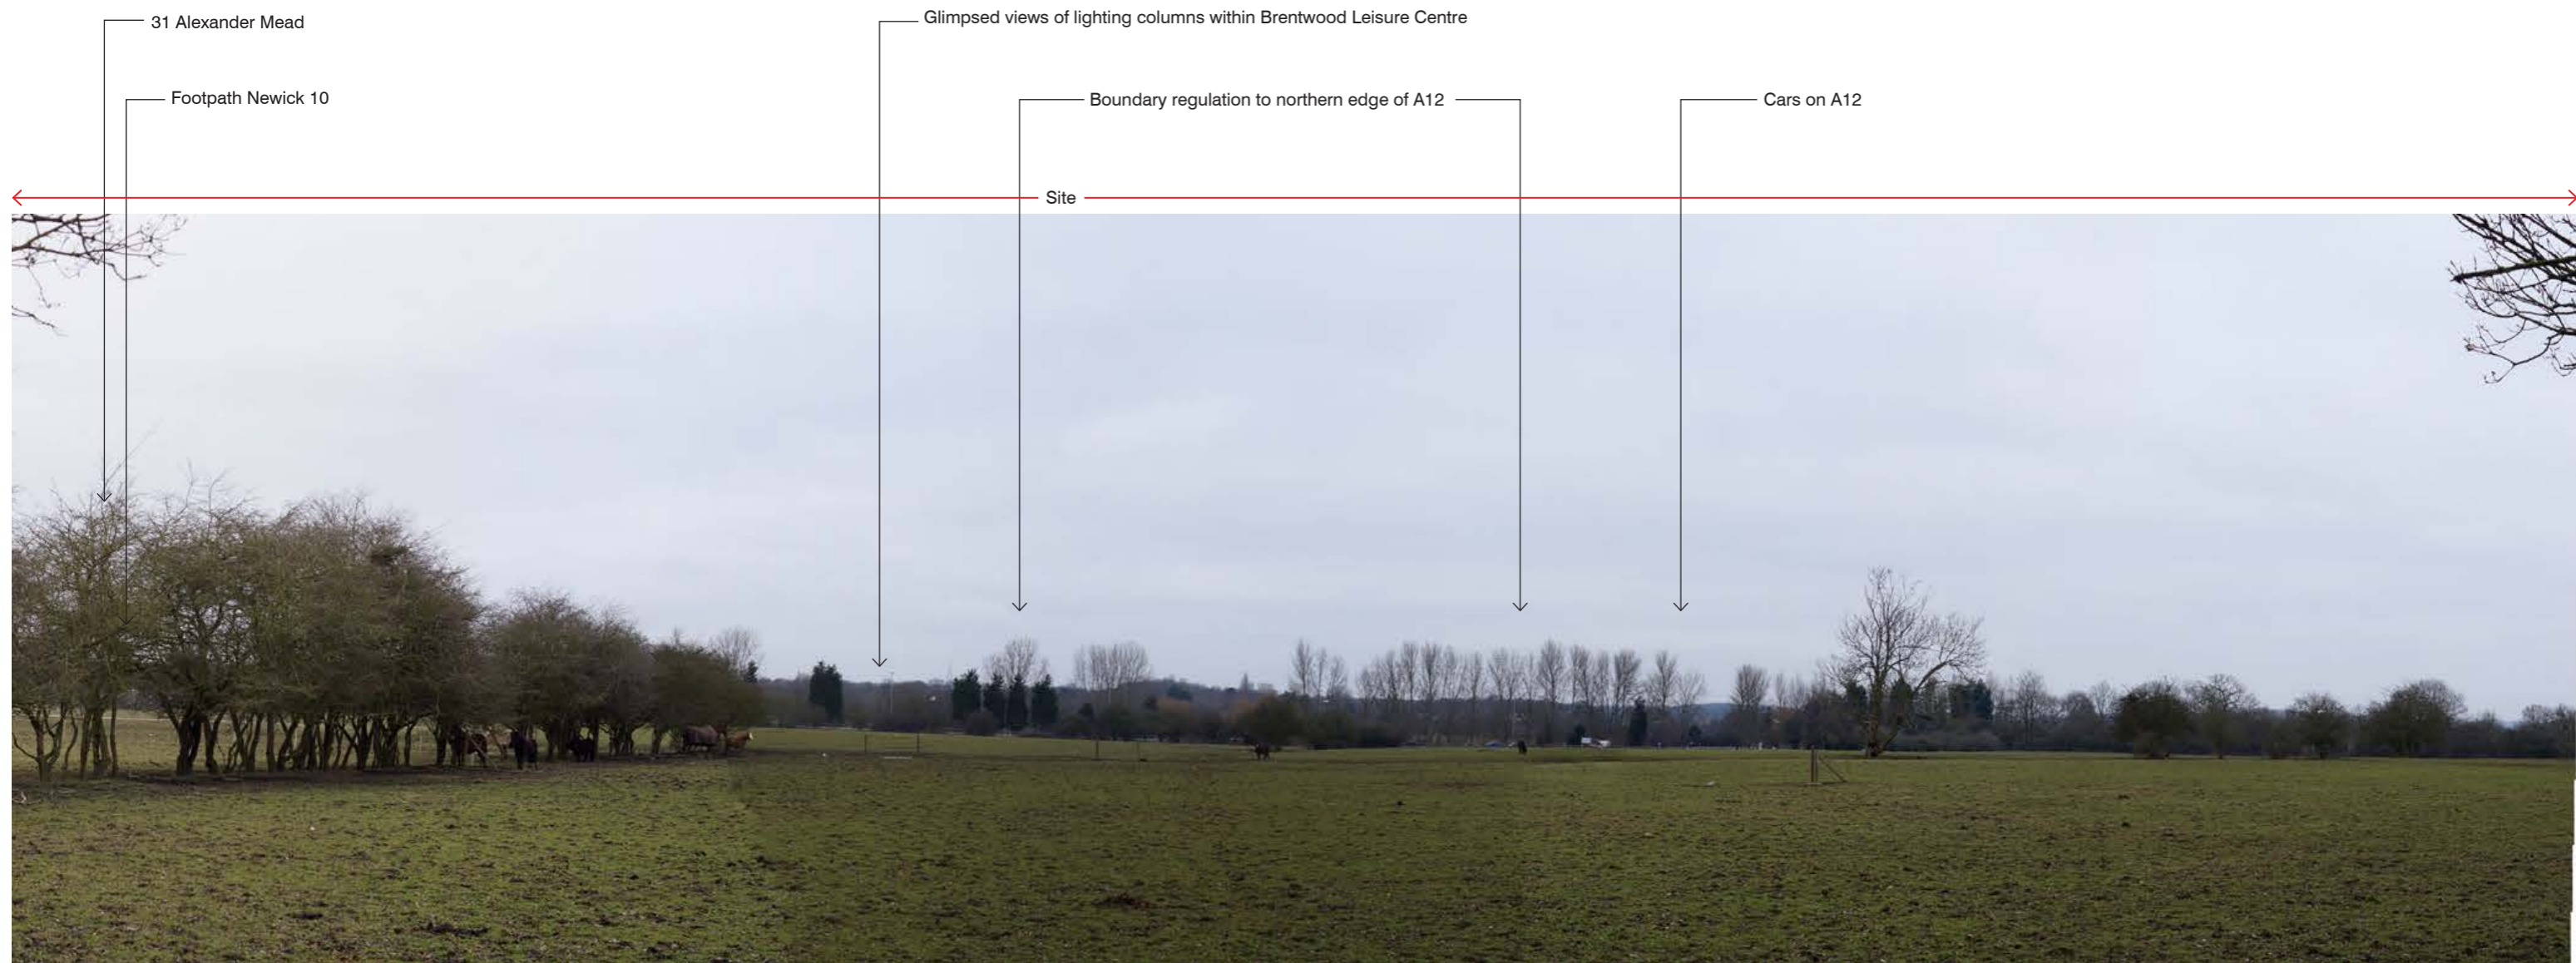 31 Alexander Mead
Glimpsed views of lighting columns within Brentwood Leisure Centre
Footpath Newick 10
Boundary regulation to northern edge of A12
Cars on A12
Site